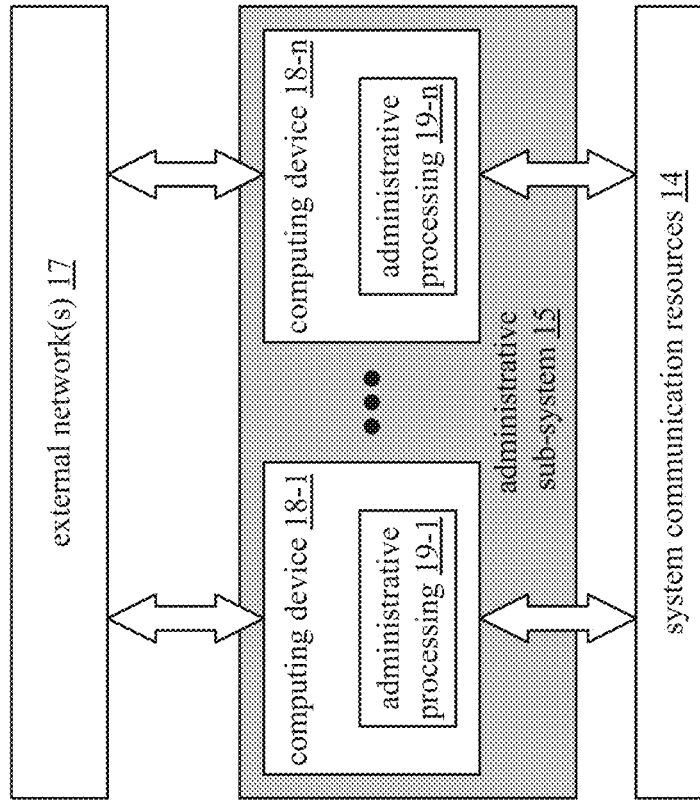 external network(s) 17
computing device 18-1
administrative
processing 19-1
computing device 18-n
administrative
processing 19-n
administrative
sub-system 15
system communication resources 14